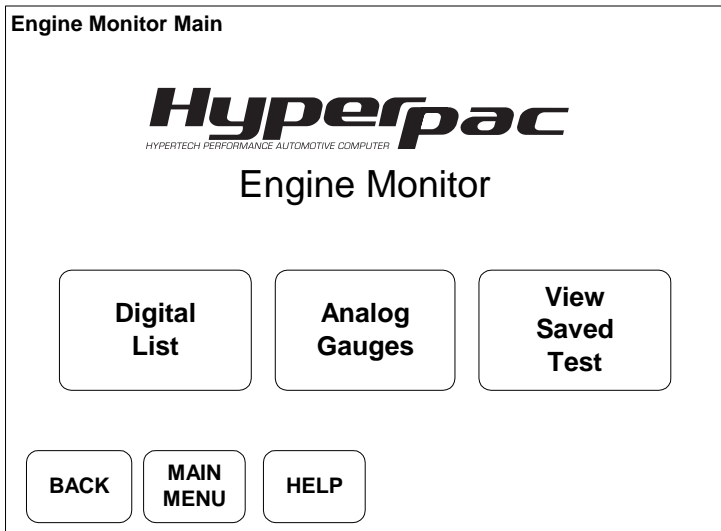 Engine Monitor Main
Hyperpac
HYPERTECH PERFORMANCE AUTOMOTIVE COMPUTER
Engine Monitor
Digital
List
Analog
Gauges
View
Saved
Test
BACK
MAIN
MENU
HELP